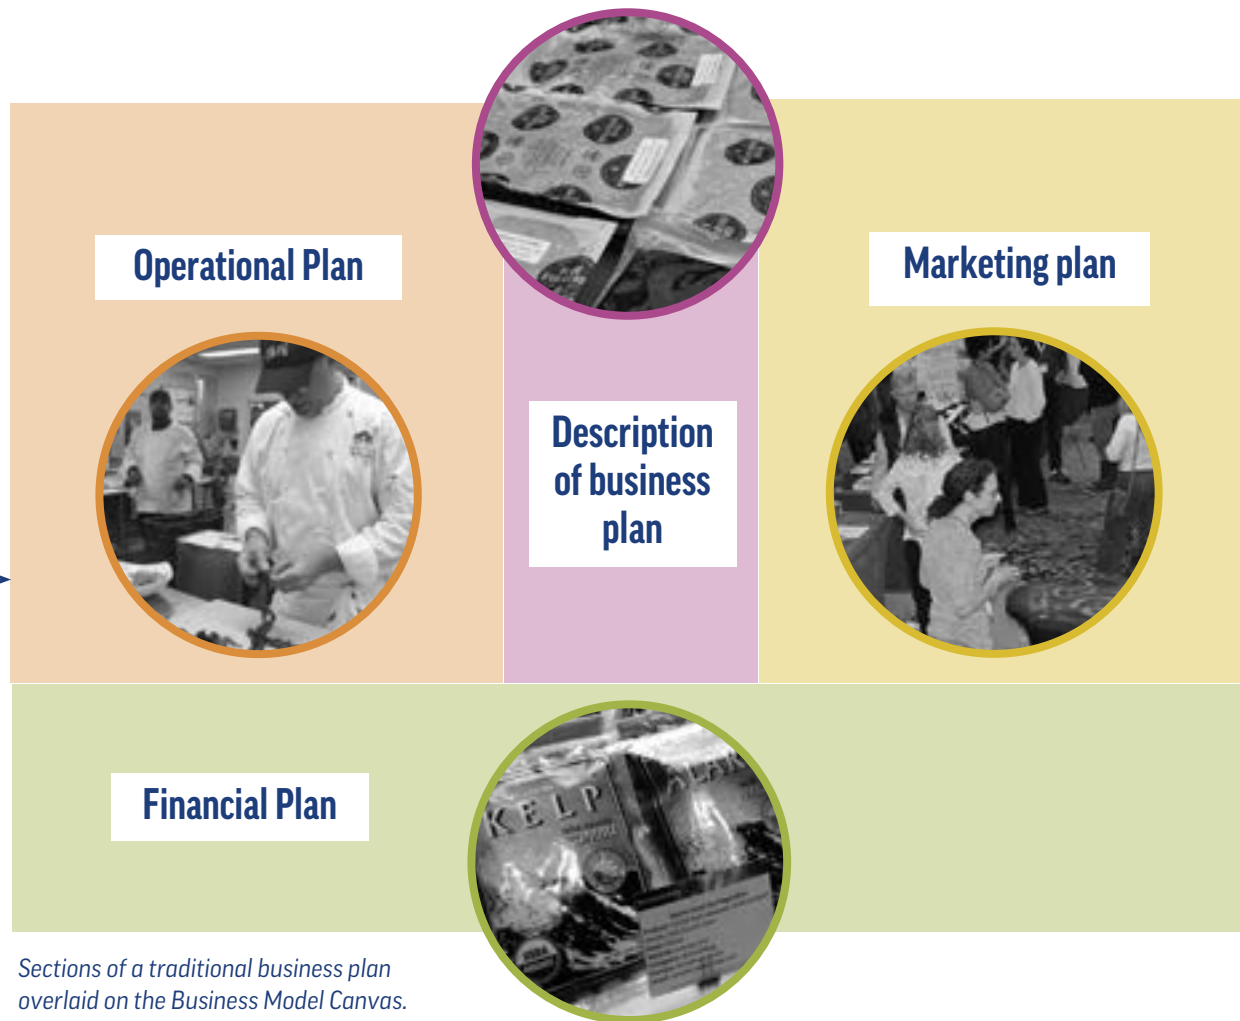 Operational Plan
Marketing plan
Description
of business
plan
KELP
Financial Plan
Sections of a traditional business plan
overlaid on the Business Model Canvas.